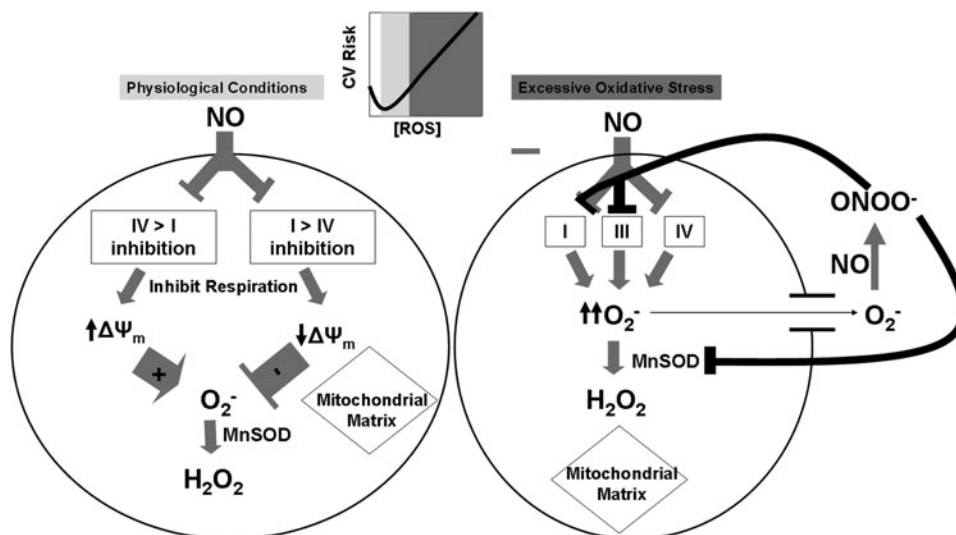 CV Risk
[ROS]
Physiological Conditions
NO
IV > I
inhibition
I > IV
inhibition
Inhibit Respiration
↑ΔΨm
↓ΔΨm
+
-
O₂⁻
MnSOD
H₂O₂
Mitochondrial
Matrix
Excessive Oxidative Stress
NO
I
III
IV
↑↑O₂⁻
MnSOD
H₂O₂
Mitochondrial
Matrix
ONOO⁻
NO
O₂⁻